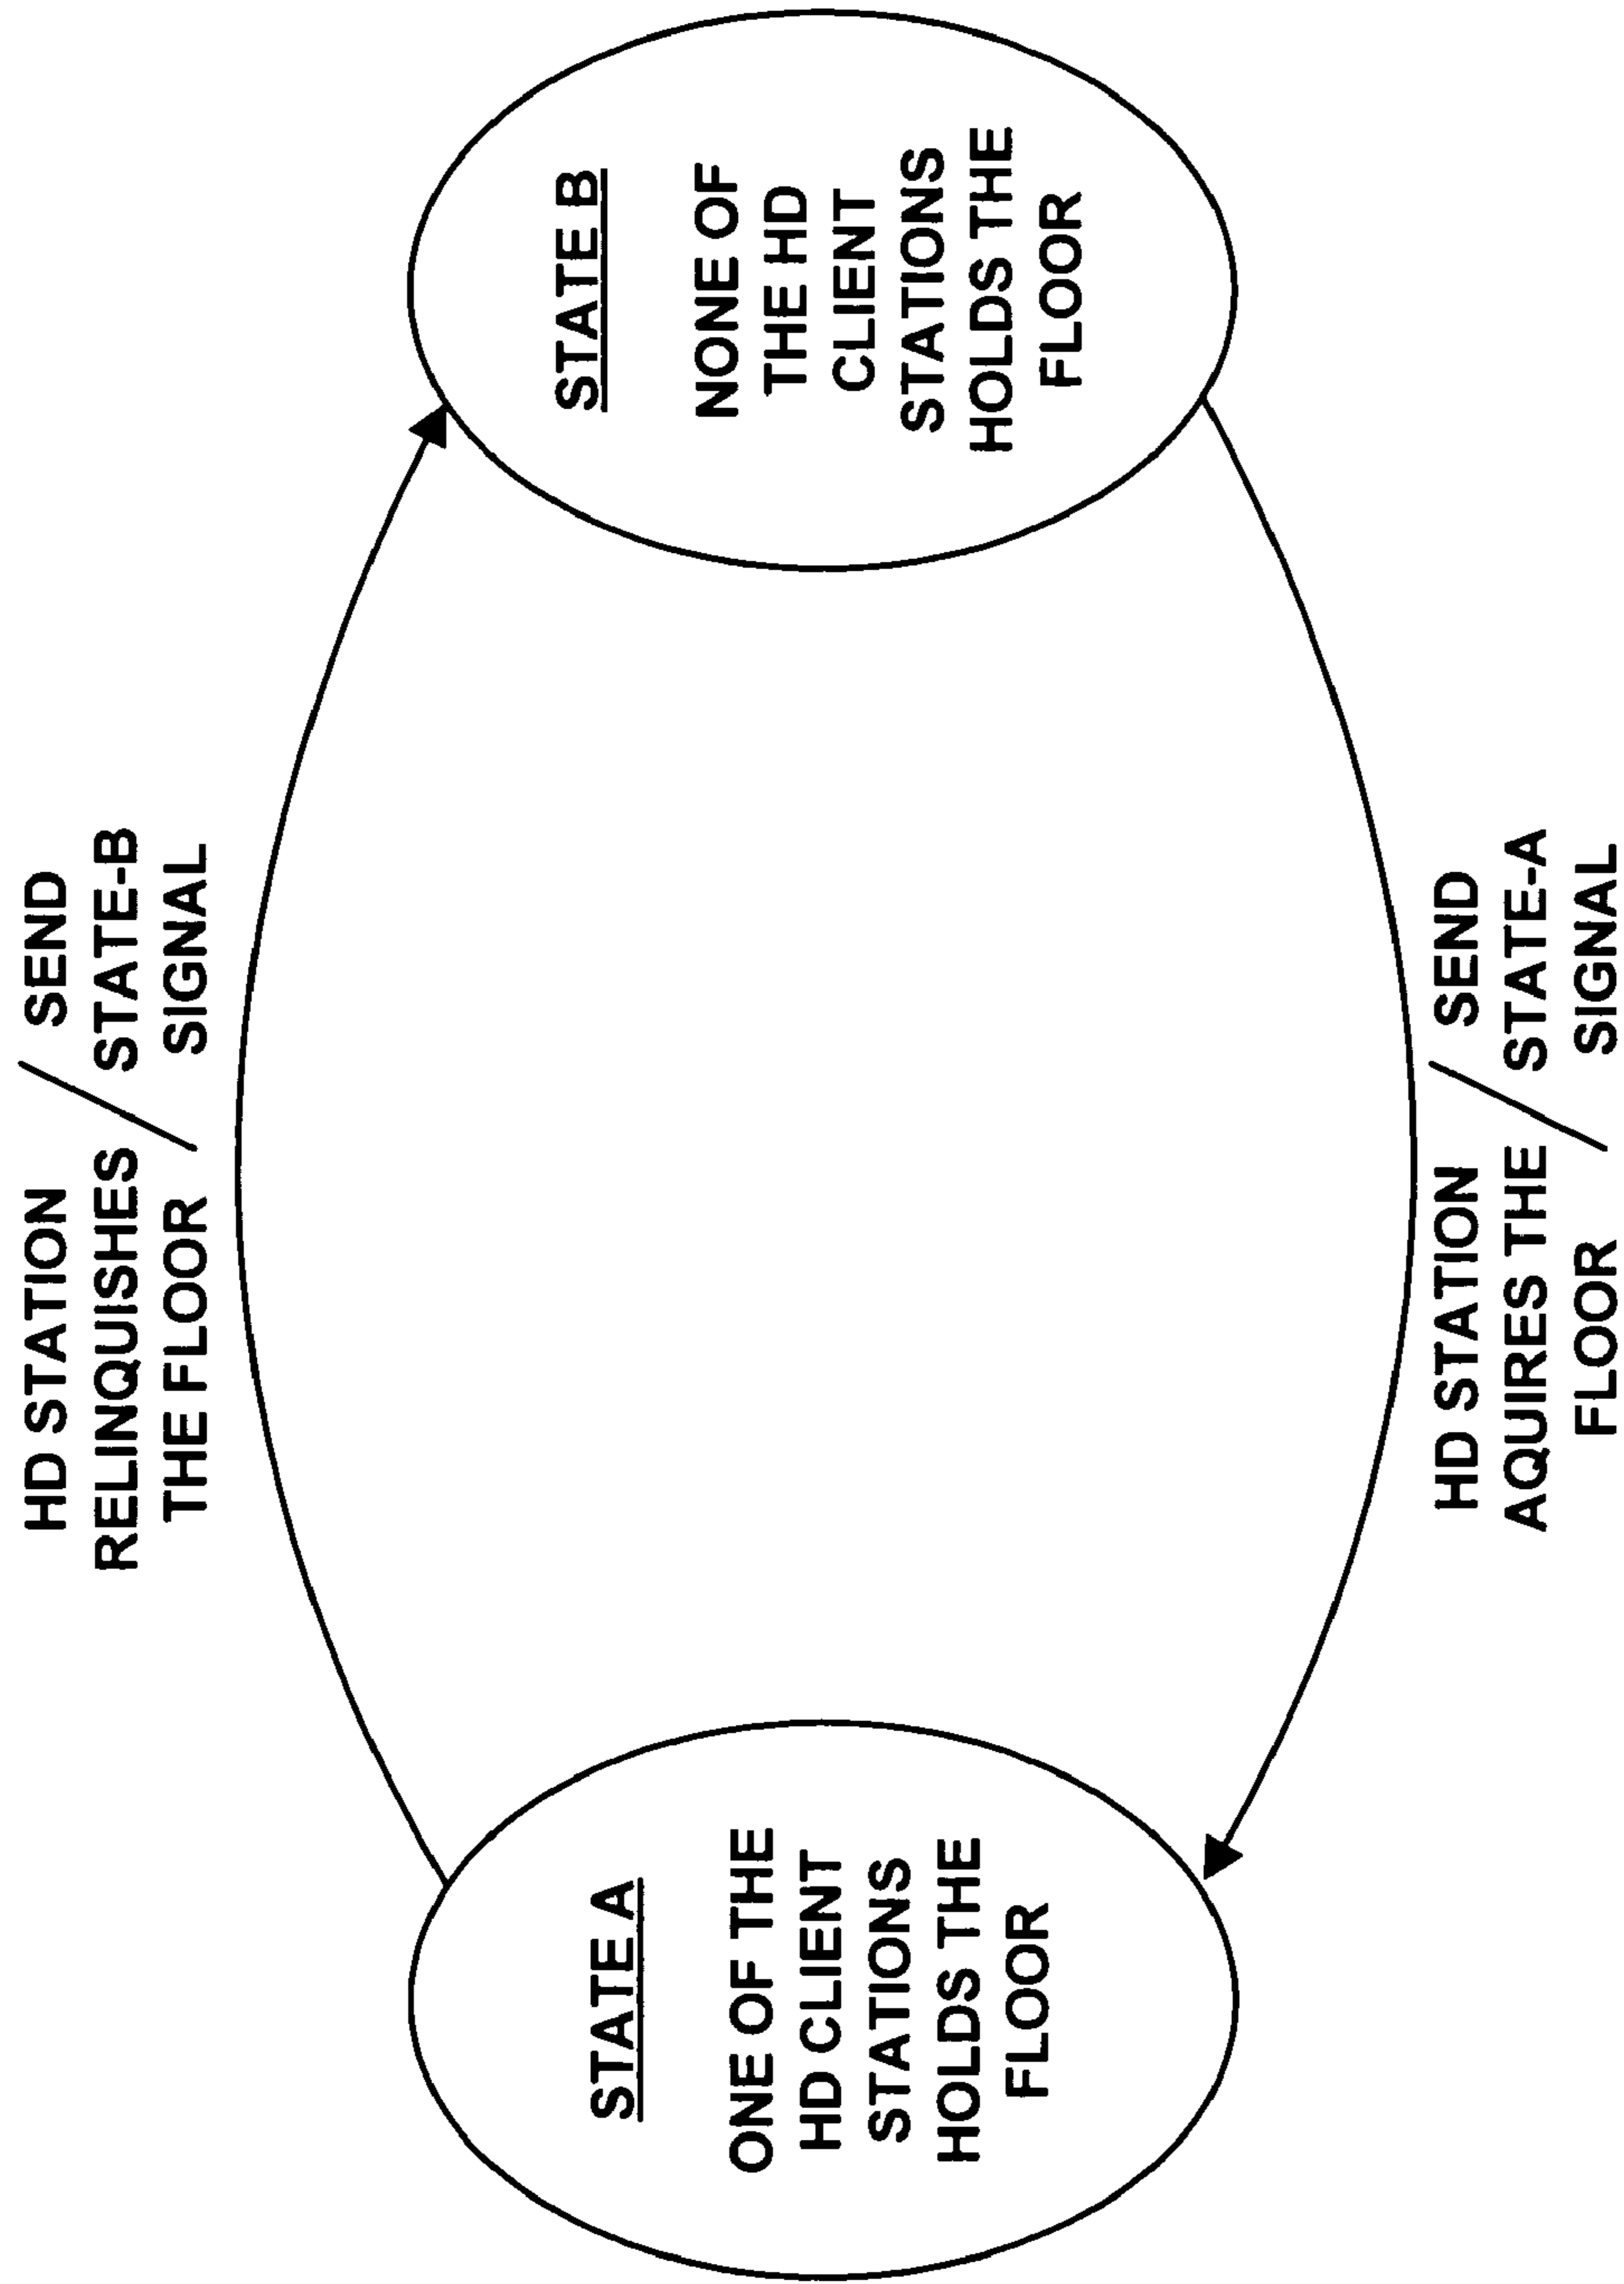 HD STATION
RELINQUISHES
THE FLOOR
/
SEND
STATE-B
SIGNAL
STATE A
ONE OF THE
HD CLIENT
STATIONS
HOLDS THE
FLOOR
STATE B
NONE OF
THE HD
CLIENT
STATIONS
HOLDS THE
FLOOR
HD STATION
AQUIRES THE
FLOOR
/
SEND
STATE-A
SIGNAL